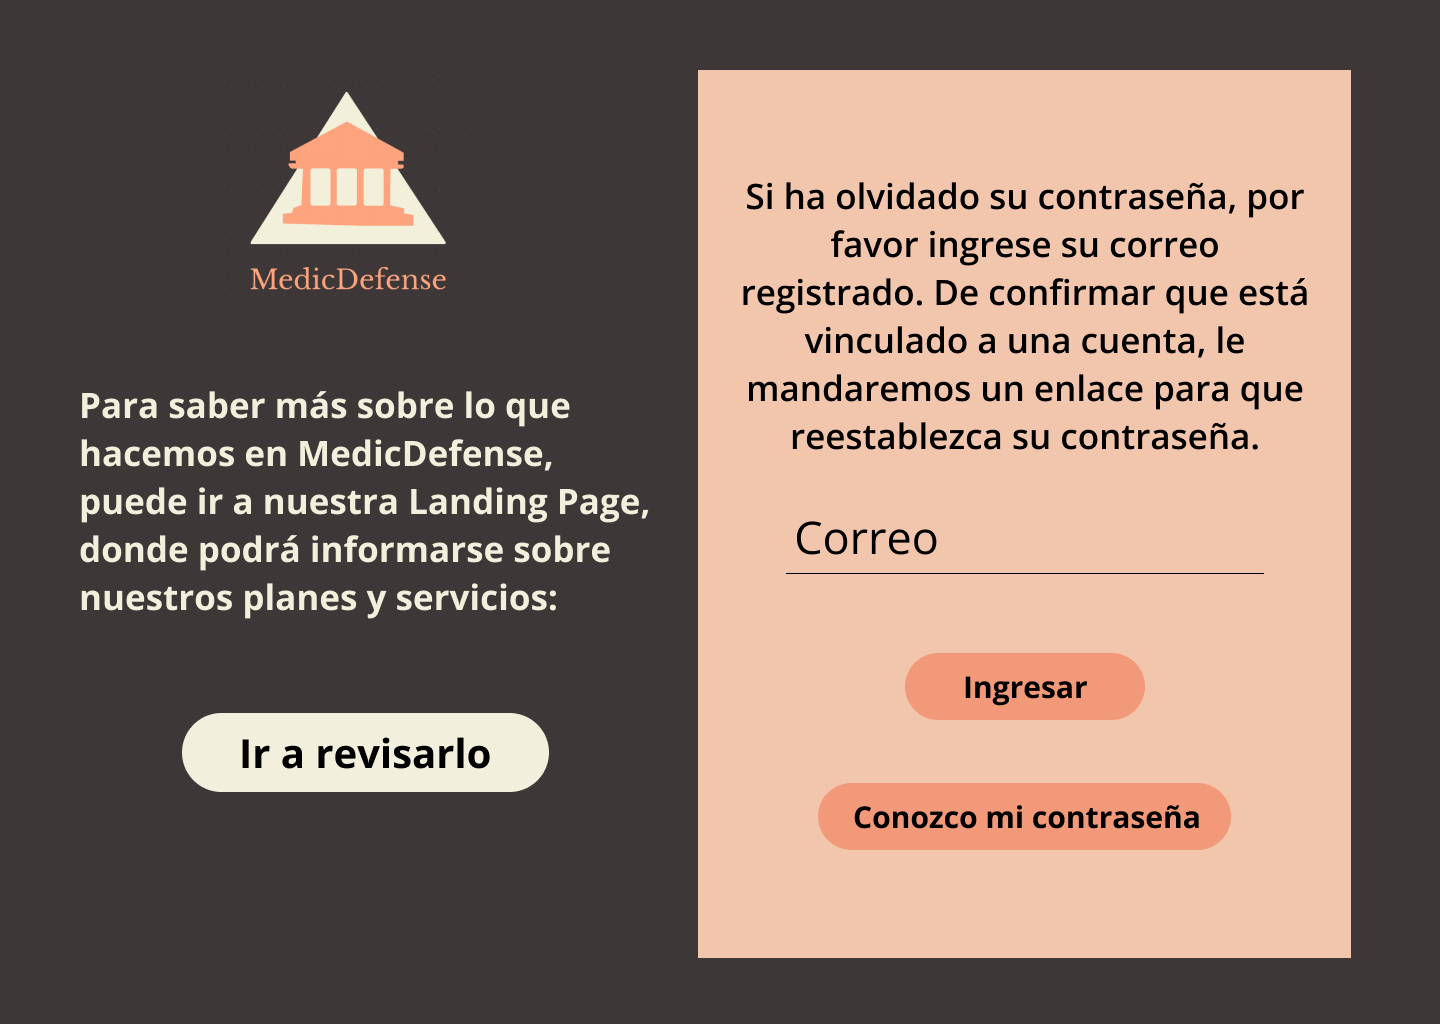 MedicDefense
Para saber más sobre lo que
hacemos en MedicDefense,
puede ir a nuestra Landing Page,
donde podrá informarse sobre
nuestros planes y servicios:
Ir a revisarlo
Si ha olvidado su contraseña, por
favor ingrese su correo
registrado. De confirmar que está
vinculado a una cuenta, le
mandaremos un enlace para que
reestablezca su contraseña.
Correo
Ingresar
Conozco mi contraseña